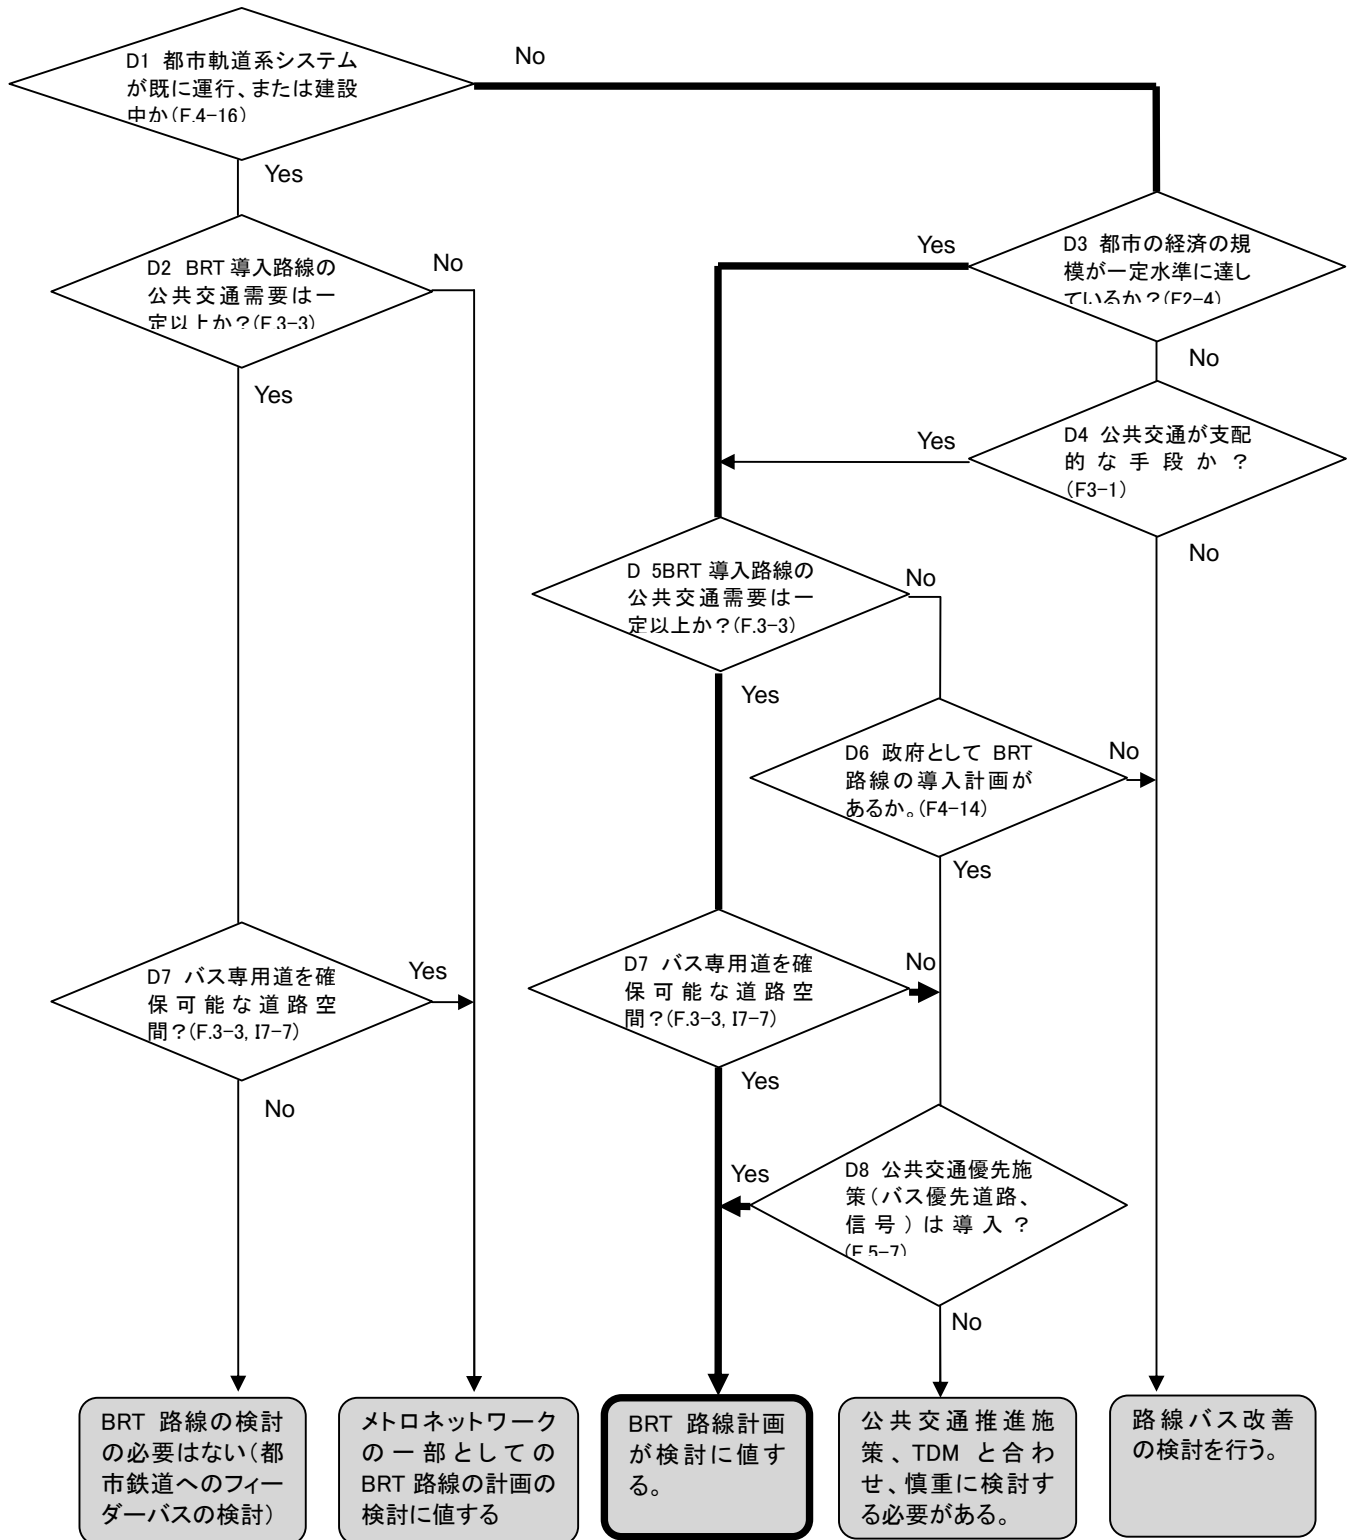 D1 都市軌道系システム
が既に運行、または建設
中か(F.4-16)
No
Yes
D2 BRT 導入路線の
公共交通需要は一
定以上か？(F.3-3)
No
Yes
D3 都市の経済の規
模が一定水準に達し
ているか？(F2-4)
Yes
No
D4 公共交通が支配
的な手段か？
(F3-1)
Yes
No
D 5BRT 導入路線の
公共交通需要は一
定以上か？(F.3-3)
No
Yes
D6 政府として BRT
路線の導入計画が
あるか。(F4-14)
No
Yes
D7 バス専用道を確
保可能な道路空
間？(F.3-3, I7-7)
Yes
No
D7 バス専用道を確
保可能な道路空
間？(F.3-3, I7-7)
No
Yes
D8 公共交通優先施
策（バス優先道路、
信号）は導入？
(F.5-7)
Yes
No
BRT 路線の検討
の必要はない（都
市鉄道へのフィー
ダーバスの検討）
メトロネットワーク
の一部としての
BRT 路線の計画の
検討に値する
BRT 路線計画
が検討に値す
る。
公共交通推進施
策、TDM と合わ
せ、慎重に検討す
る必要がある。
路線バス改善
の検討を行う。